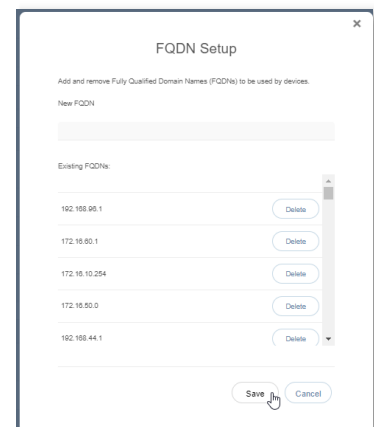 FQDN Setup
Add and remove Fully Qualified Domain Names (FQDNs) to be used by devices.
New FQDN
Existing FQDNs:
192.168.96.1 Delete
172.16.60.1 Delete
172.16.10.254 Delete
172.16.50.0 Delete
192.168.44.1 Delete
Save Cancel